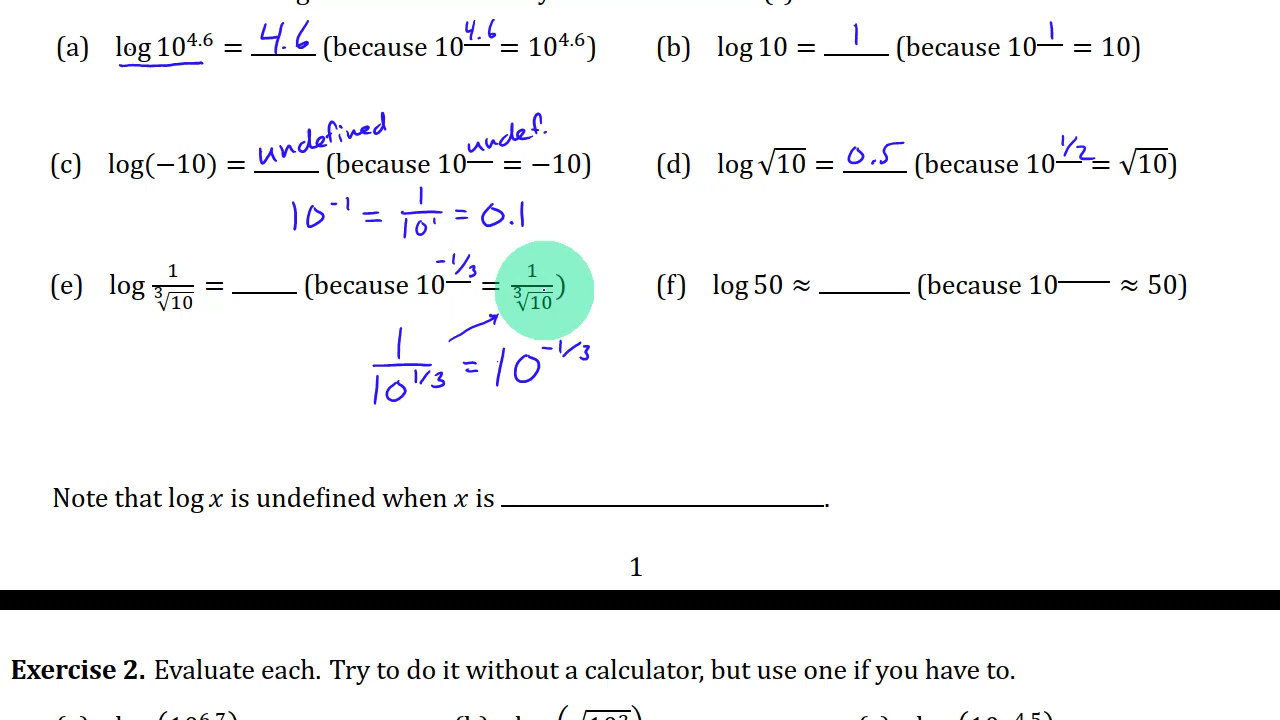 (a) log 10^4.6 = 4.6 (because 10^4.6 = 10^4.6) (b) log 10 = 1 (because 10^1 = 10)
(c) log(−10) = undefined (because 10^undef. = −10) (d) log √10 = 0.5 (because 10^1/2 = √10)
10^-1 = 1/10^1 = 0.1
(e) log 1/∛10 = ____ (because 10^-1/3 = 1/∛10) (f) log 50 ≈ ____ (because 10^____ ≈ 50)
1/10^1/3 = 10^-1/3
Note that log x is undefined when x is ____.
1
Exercise 2. Evaluate each. Try to do it without a calculator, but use one if you have to.